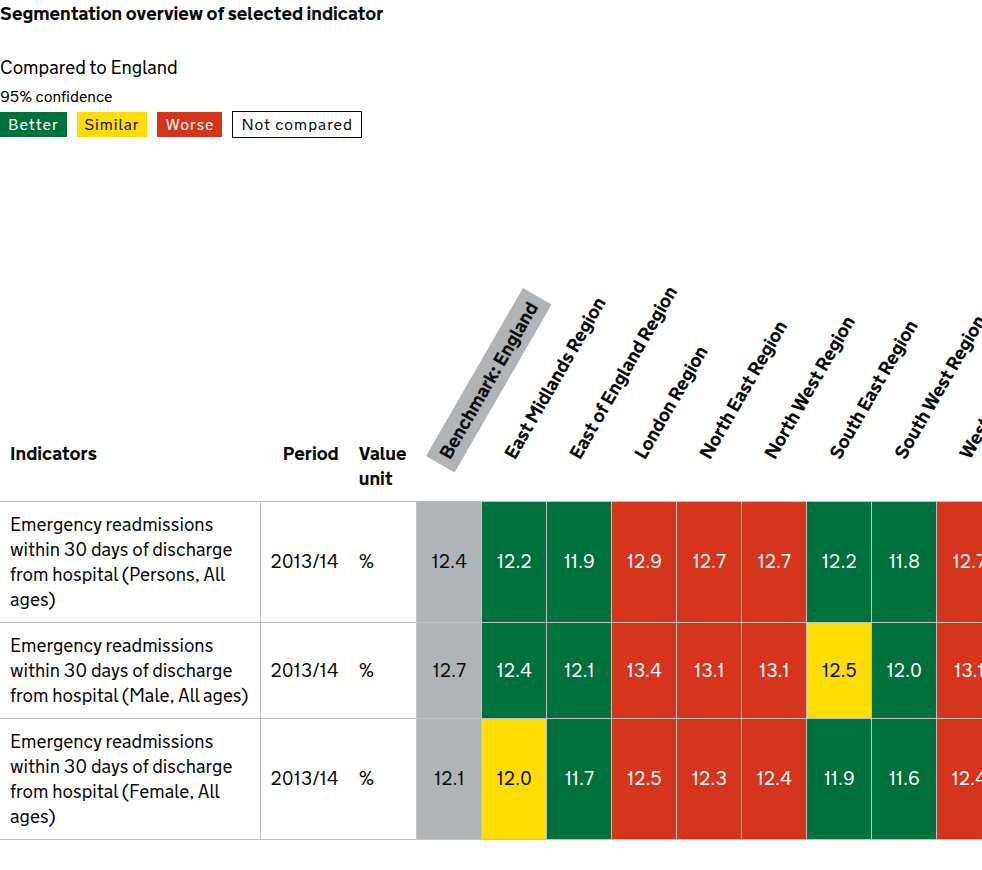 Segmentation overview of selected indicator
Compared to England
95% confidence
Better Similar Worse Not compared
Benchmark: England
East Midlands Region
East of England Region
London Region
North East Region
North West Region
South East Region
South West Region
Indicators Period Value
unit
Emergency readmissions
within 30 days of discharge
from hospital (Persons, All
ages)
2013/14 % 12.4 12.2 11.9 12.9 12.7 12.7 12.2 11.8 12.7
Emergency readmissions
within 30 days of discharge
from hospital (Male, All ages)
2013/14 % 12.7 12.4 12.1 13.4 13.1 13.1 12.5 12.0 13.1
Emergency readmissions
within 30 days of discharge
from hospital (Female, All
ages)
2013/14 % 12.1 12.0 11.7 12.5 12.3 12.4 11.9 11.6 12.4